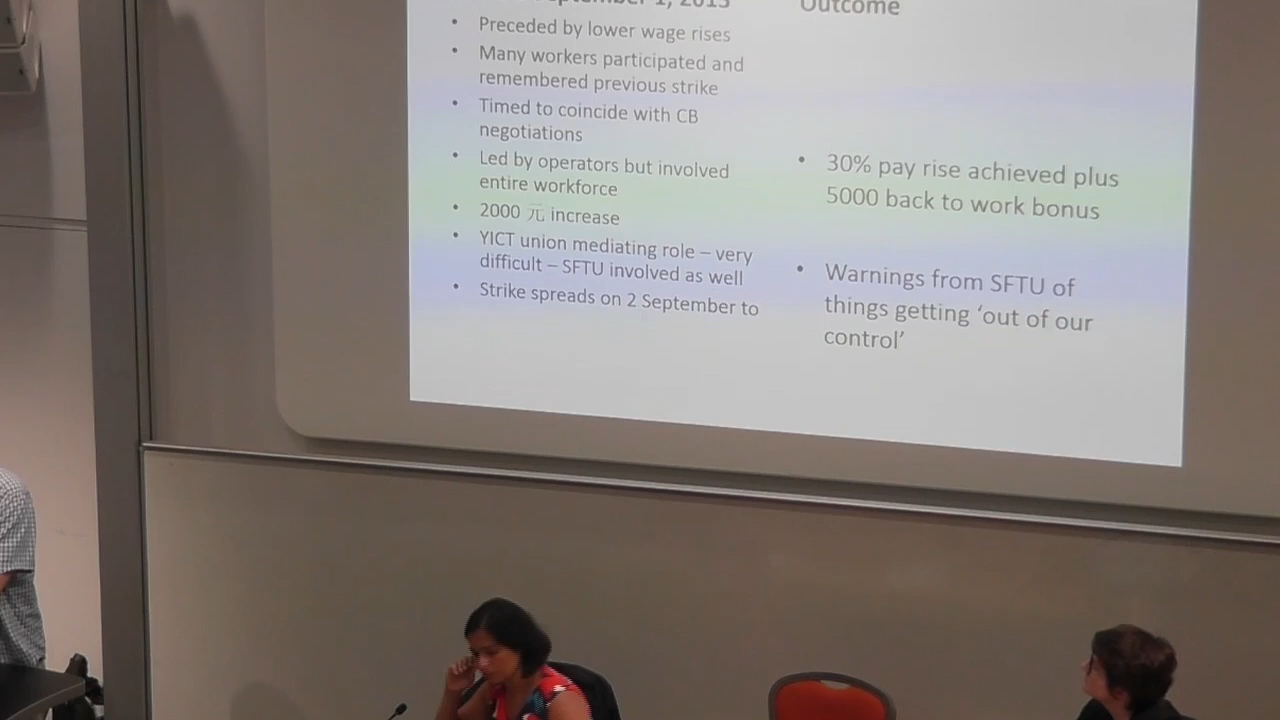 1, 2013
Preceded by lower wage rises
Many workers participated and
remembered previous strike
Timed to coincide with CB
negotiations
Led by operators but involved
entire workforce
2000 元 increase
YICT union mediating role – very
difficult – SFTU involved as well
Strike spreads on 2 September to
Outcome
30% pay rise achieved plus
5000 back to work bonus
Warnings from SFTU of
things getting ‘out of our
control’